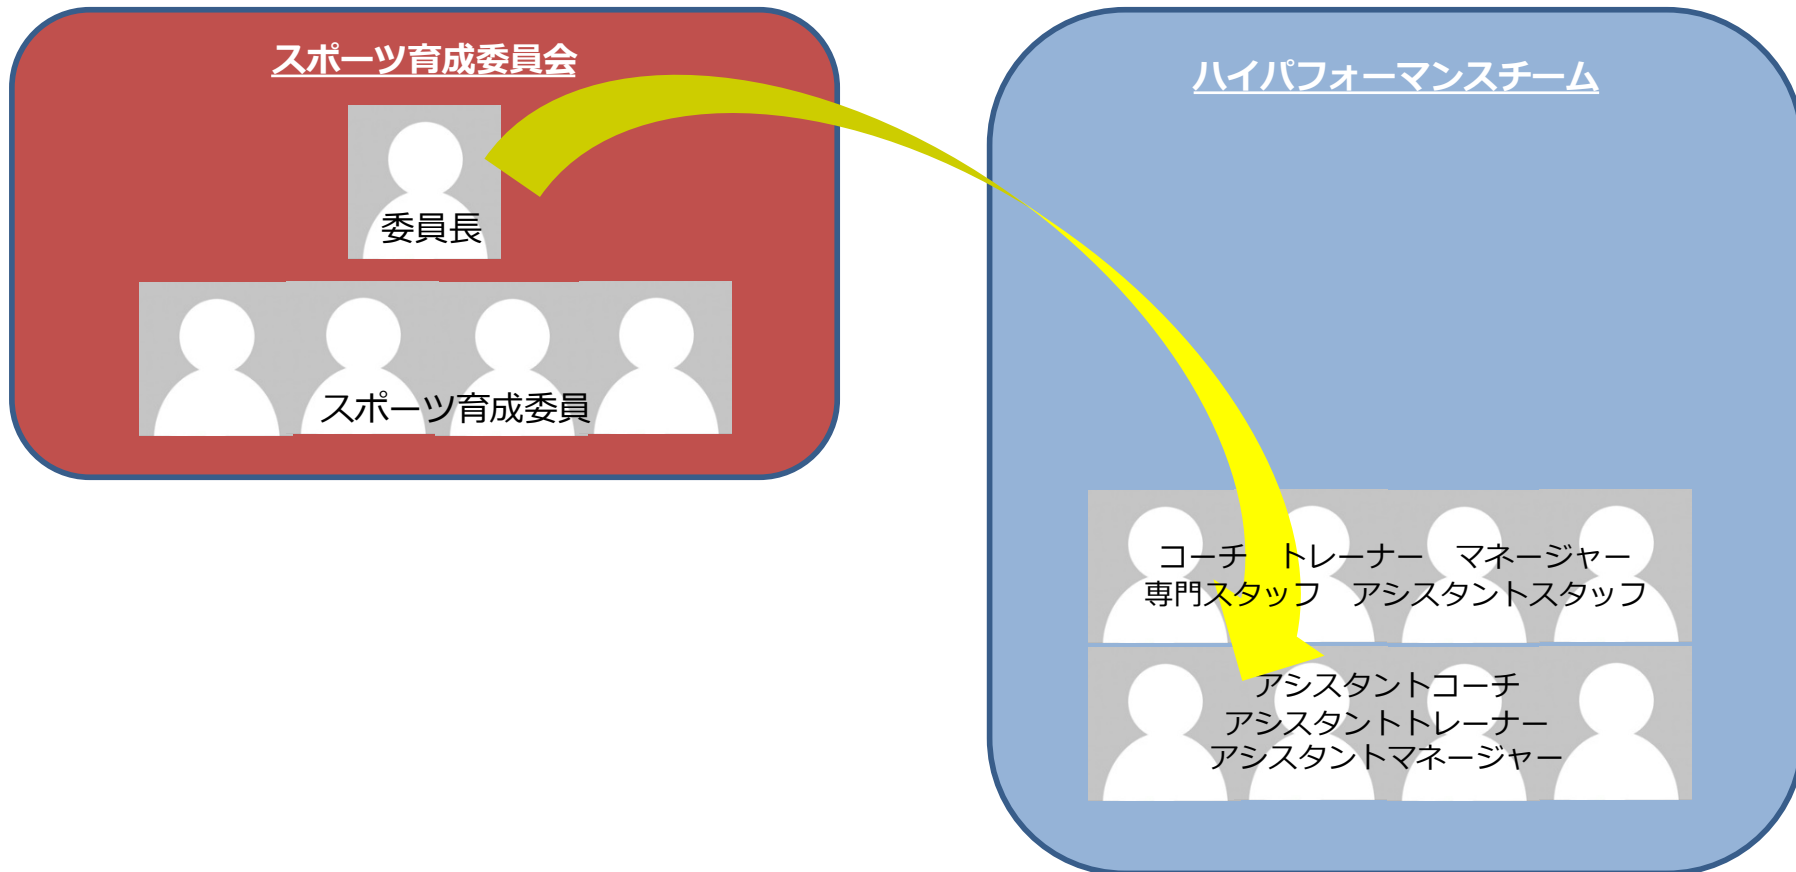 スポーツ育成委員会
委員長
スポーツ育成委員
ハイパフォーマンスチーム
コーチ　トレーナー　マネージャー
専門スタッフ　アシスタントスタッフ
アシスタントコーチ
アシスタントトレーナー
アシスタントマネージャー